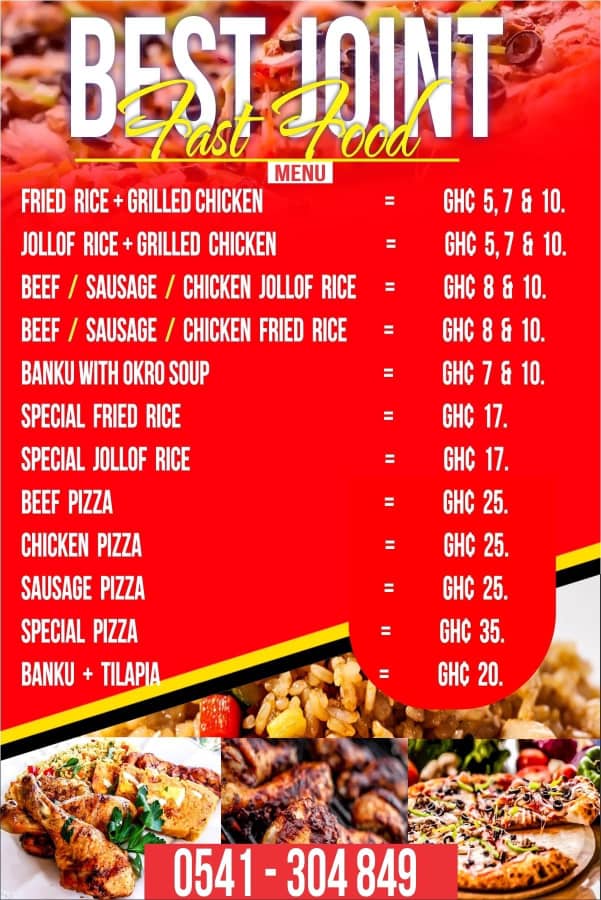 BEST JOINT
Fast Food
MENU
FRIED RICE + GRILLED CHICKEN = GH₵ 5, 7 & 10.
JOLLOF RICE + GRILLED CHICKEN = GH₵ 5, 7 & 10.
BEEF / SAUSAGE / CHICKEN JOLLOF RICE = GH₵ 8 & 10.
BEEF / SAUSAGE / CHICKEN FRIED RICE = GH₵ 8 & 10.
BANKU WITH OKRO SOUP = GH₵ 7 & 10.
SPECIAL FRIED RICE = GH₵ 17.
SPECIAL JOLLOF RICE = GH₵ 17.
BEEF PIZZA = GH₵ 25.
CHICKEN PIZZA = GH₵ 25.
SAUSAGE PIZZA = GH₵ 25.
SPECIAL PIZZA = GH₵ 35.
BANKU + TILAPIA = GH₵ 20.
0541 - 304 849